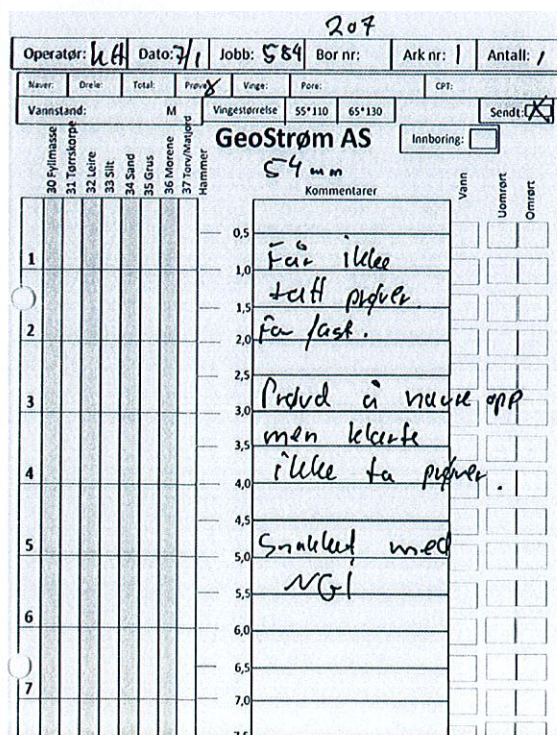 207
Operatør: KA Dato: 7/1 Jobb: 584 Bor nr: Ark nr: 1 Antall: 1
Naver: Dreie: Total: Prøve X Vinge: Pore: CPT:
Vannstand: M Vingestørrelse 55*110 65*130 Sendt: X
GeoStrøm AS Innboring:
54 mm
30 Fyllmasse
31 Tørrskorpe
32 Leire
33 Silt
34 Sand
35 Grus
36 Morene
37 Torv/Matjord
Hammer
Kommentarer
Vann
Uomrørt
Omrørt
0,5
1 Får ikke
1,0
tatt prøver.
1,5
2 For fast.
2,0
2,5
3 Prøvd å navre opp
3,0
men klarte
3,5
4 ikke ta prøver.
4,0
4,5
5 Snakket med
5,0
NGI
5,5
6
6,0
6,5
7
7,0
7,5